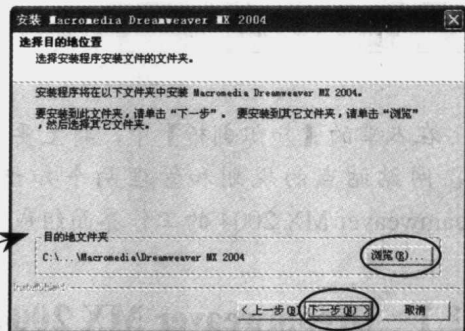 安装 Macromedia Dreamweaver MX 2004
选择目的地位置
选择安装程序安装文件的文件夹。
安装程序将在以下文件夹中安装 Macromedia Dreamweaver MX 2004。
要安装到此文件夹，请单击“下一步”。 要安装到其它文件夹，请单击“浏览”
，然后选择其它文件夹。
目的地文件夹
C:\...\Macromedia\Dreamweaver MX 2004
浏览(R)...
InstallShield
< 上一步(B) 下一步(N) > 取消